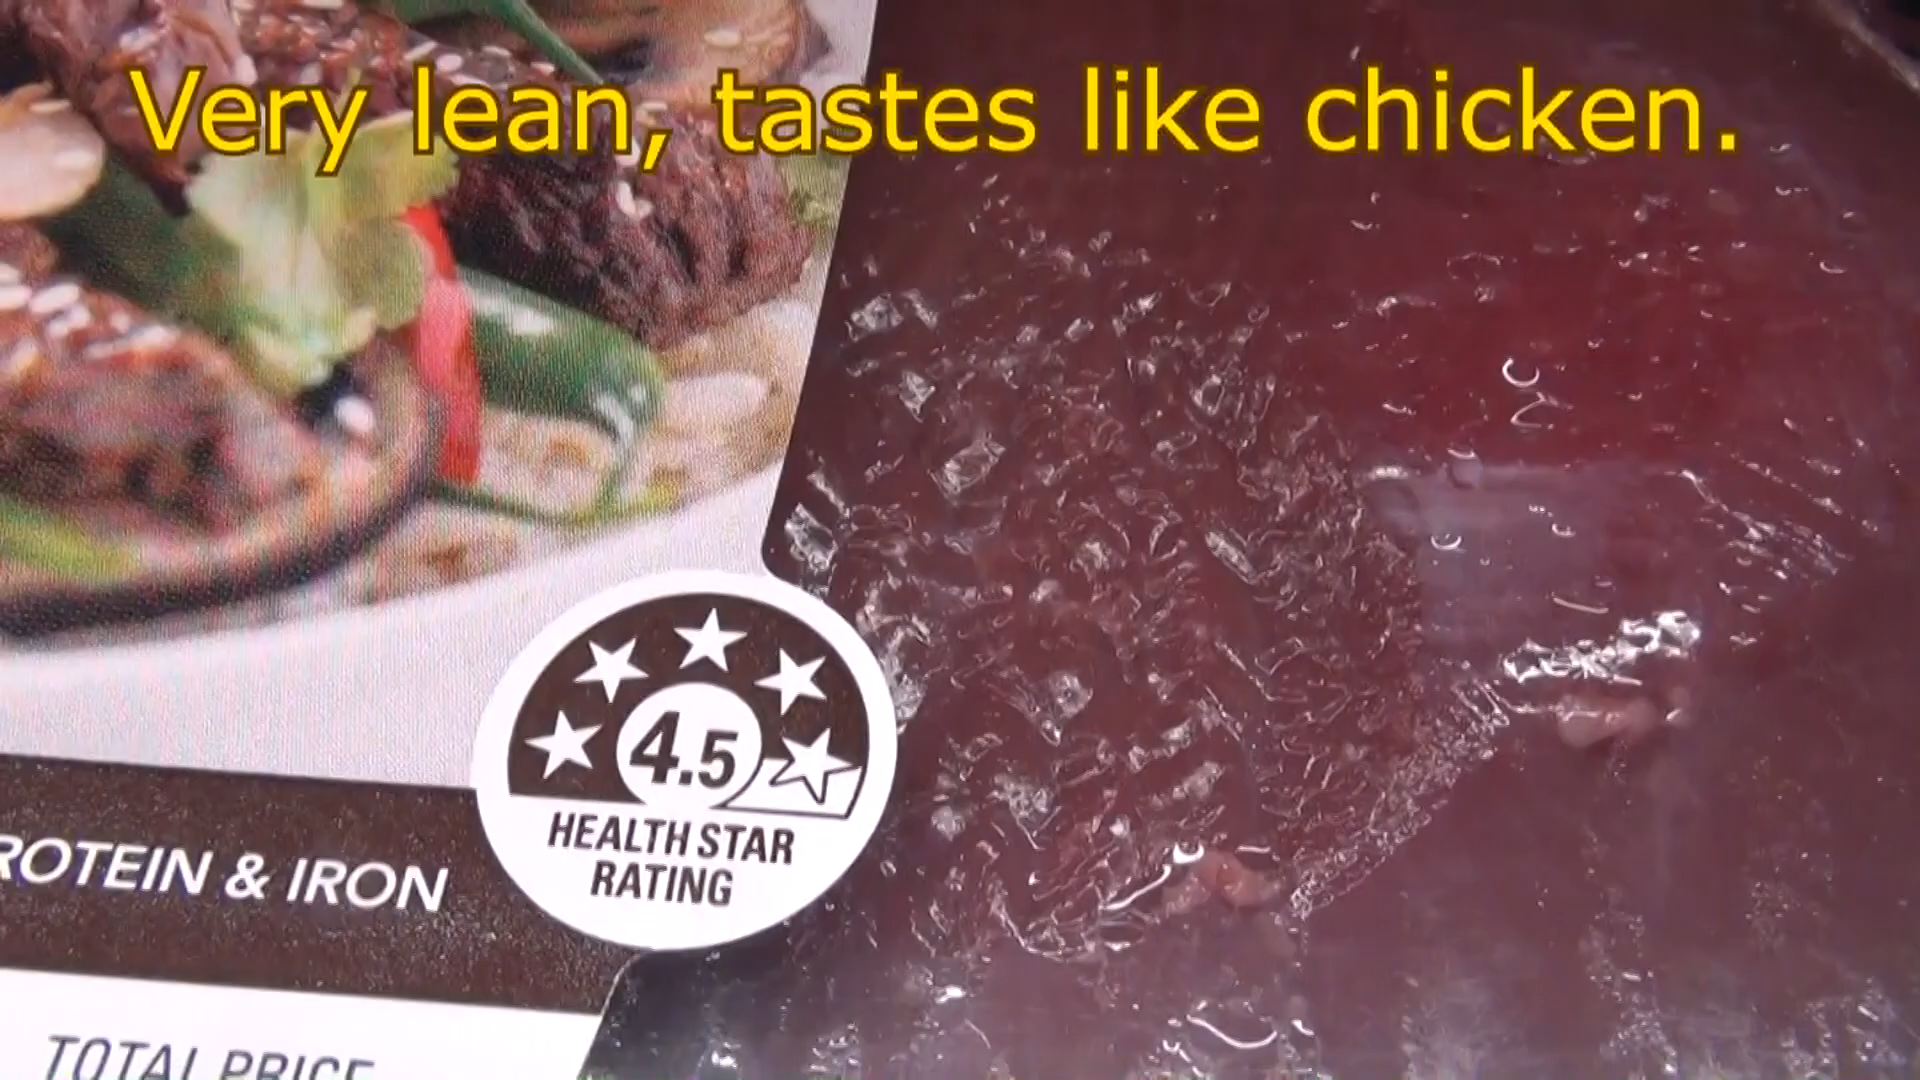 Very lean, tastes like chicken.
4.5
HEALTH STAR
RATING
ROTEIN & IRON
TOTAL PRICE